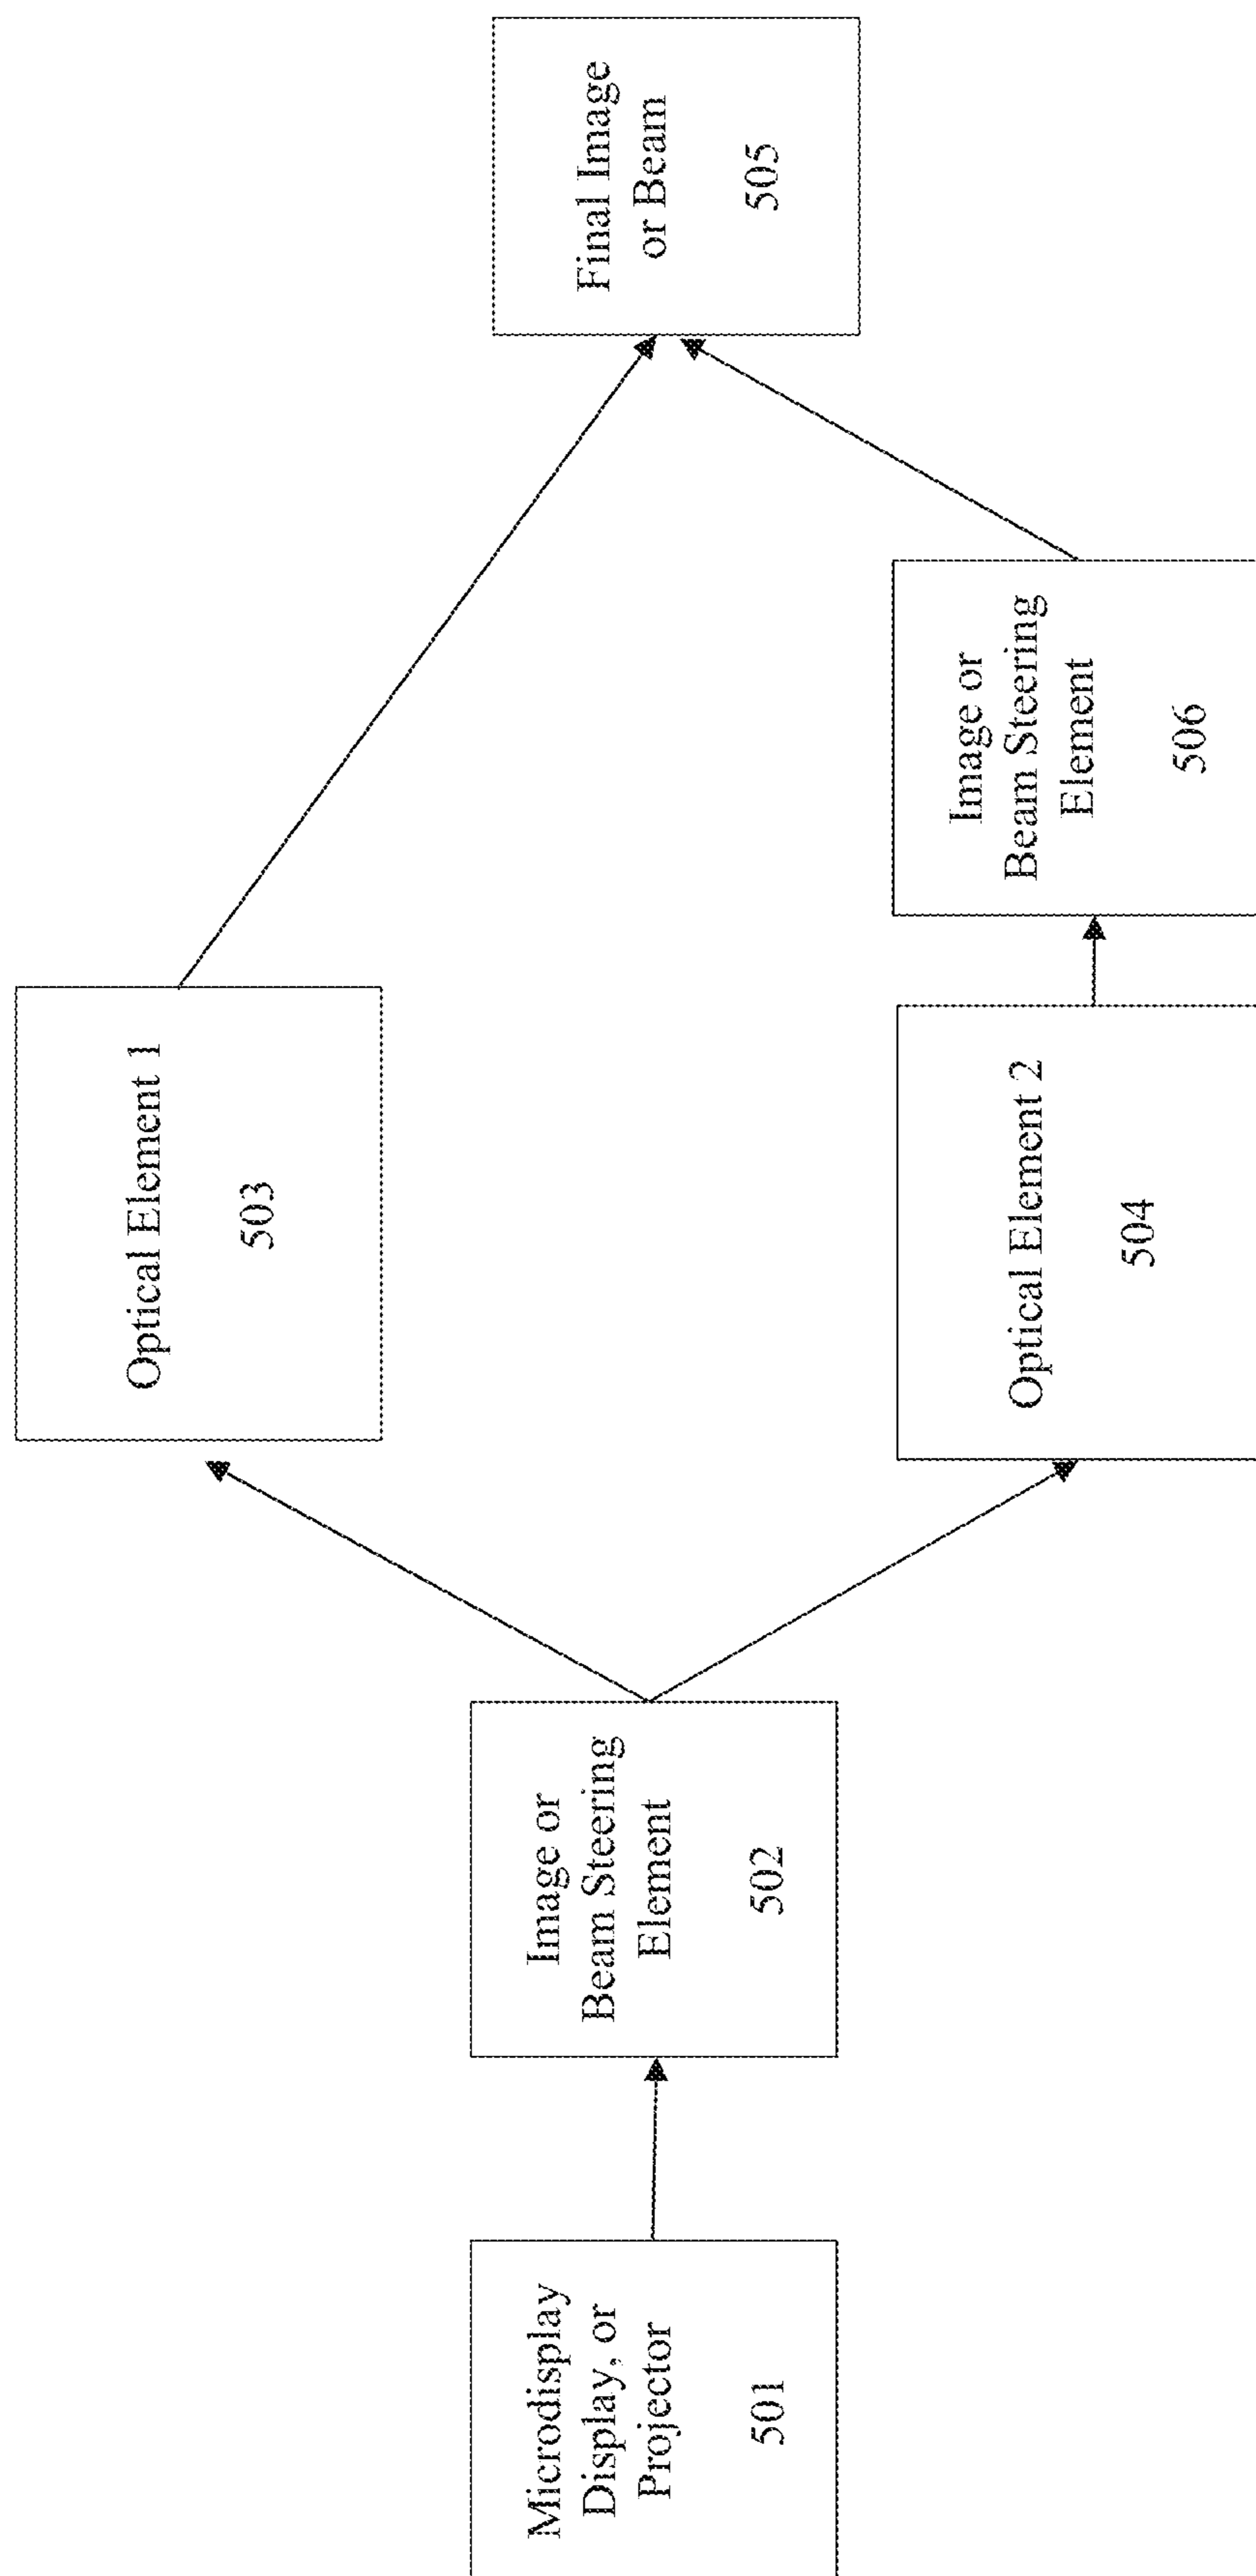 Microdisplay
Display, or
Projector
501
Image or
Beam Steering
Element
502
Optical Element 1
503
Optical Element 2
504
Image or
Beam Steering
Element
506
Final Image
or Beam
505